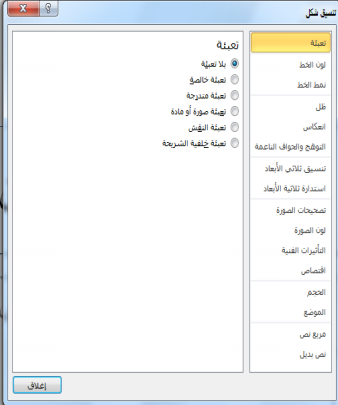 تنسيق شكل
تعبئة
لون الخط
نمط الخط
ظل
انعكاس
التوهج والحواف الناعمة
تنسيق ثلاثي الأبعاد
استدارة ثلاثية الأبعاد
تصحيحات الصورة
لون الصورة
التأثيرات الفنية
اقتصاص
الحجم
الموضع
مربع نص
نص بديل
تعبئة
بلا تعبئة
تعبئة خالصة
تعبئة متدرجة
تعبئة صورة أو مادة
تعبئة النقش
تعبئة خلفية الشريحة
إغلاق